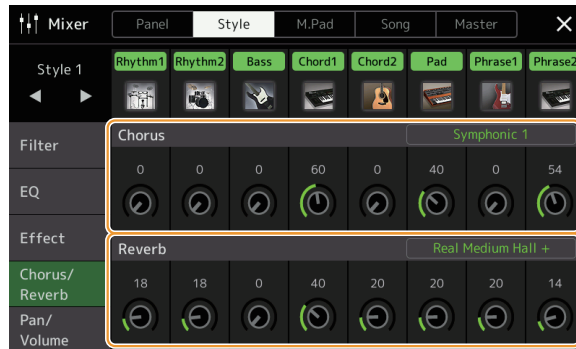 Mixer Panel Style M.Pad Song Master
Style 1 Rhythm1 Rhythm2 Bass Chord1 Chord2 Pad Phrase1 Phrase2
Filter
EQ
Effect
Chorus/
Reverb
Pan/
Volume
Chorus Symphonic 1
0 0 0 60 0 40 0 54
Reverb Real Medium Hall +
18 18 0 40 20 20 20 14